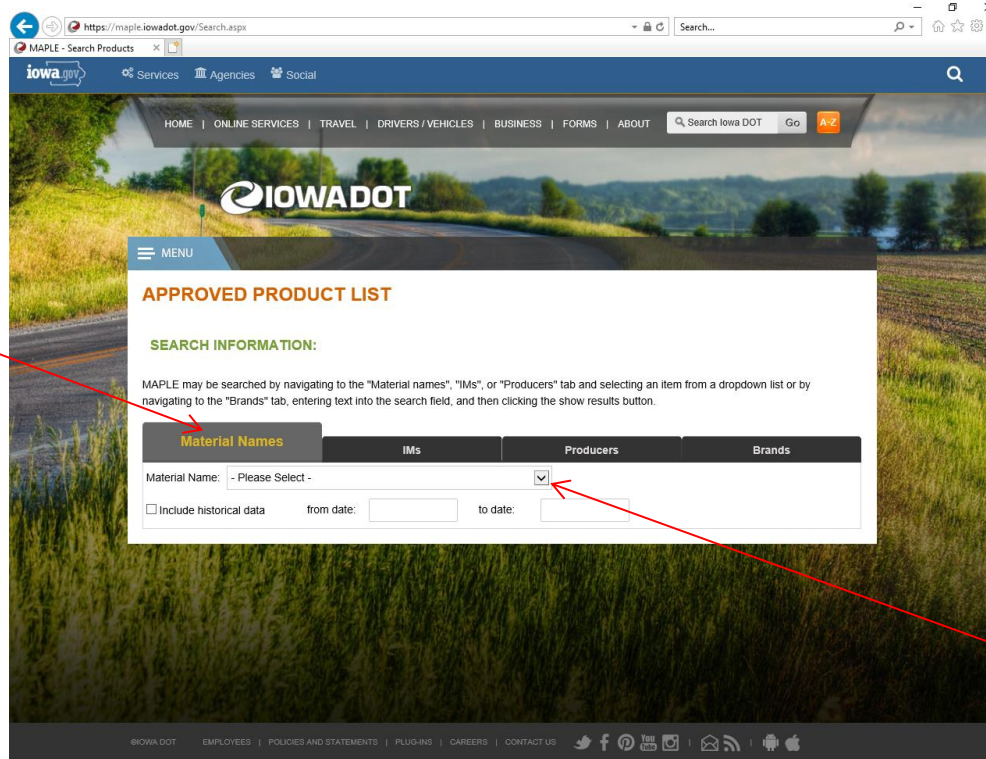 https://maple.iowadot.gov/Search.aspx
Search...
MAPLE - Search Products
iowa.gov Services Agencies Social
HOME | ONLINE SERVICES | TRAVEL | DRIVERS / VEHICLES | BUSINESS | FORMS | ABOUT Search Iowa DOT Go A-Z
IOWADOT
MENU
APPROVED PRODUCT LIST
SEARCH INFORMATION:
MAPLE may be searched by navigating to the "Material names", "IMs", or "Producers" tab and selecting an item from a dropdown list or by
navigating to the "Brands" tab, entering text into the search field, and then clicking the show results button.
Material Names IMs Producers Brands
Material Name: - Please Select -
Include historical data from date: to date:
©IOWA DOT EMPLOYEES | POLICIES AND STATEMENTS | PLUG-INS | CAREERS | CONTACT US You Tube